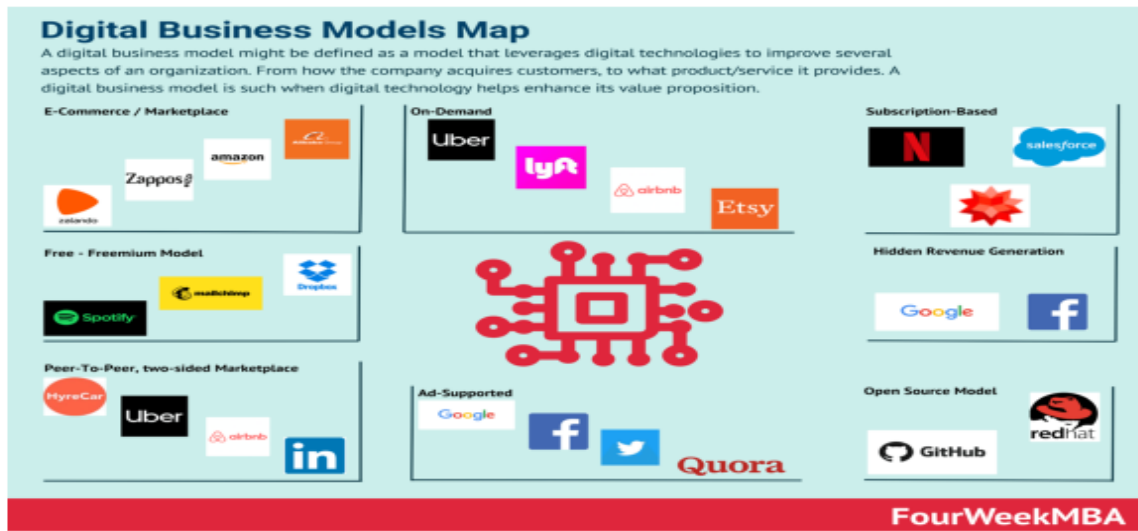 Digital Business Models Map
A digital business model might be defined as a model that leverages digital technologies to improve several
aspects of an organization. From how the company acquires customers, to what product/service it provides. A
digital business model is such when digital technology helps enhance its value proposition.
E-Commerce / Marketplace
amazon
Zappos
zalando
On-Demand
Uber
lyft
airbnb
Etsy
Subscription-Based
N
salesforce
Free - Freemium Model
Dropbox
mailchimp
Spotify
Hidden Revenue Generation
Google
f
Peer-To-Peer, two-sided Marketplace
HyreCar
Uber
airbnb
in
Ad-Supported
Google
f
Quora
Open Source Model
redhat
GitHub
FourWeekMBA